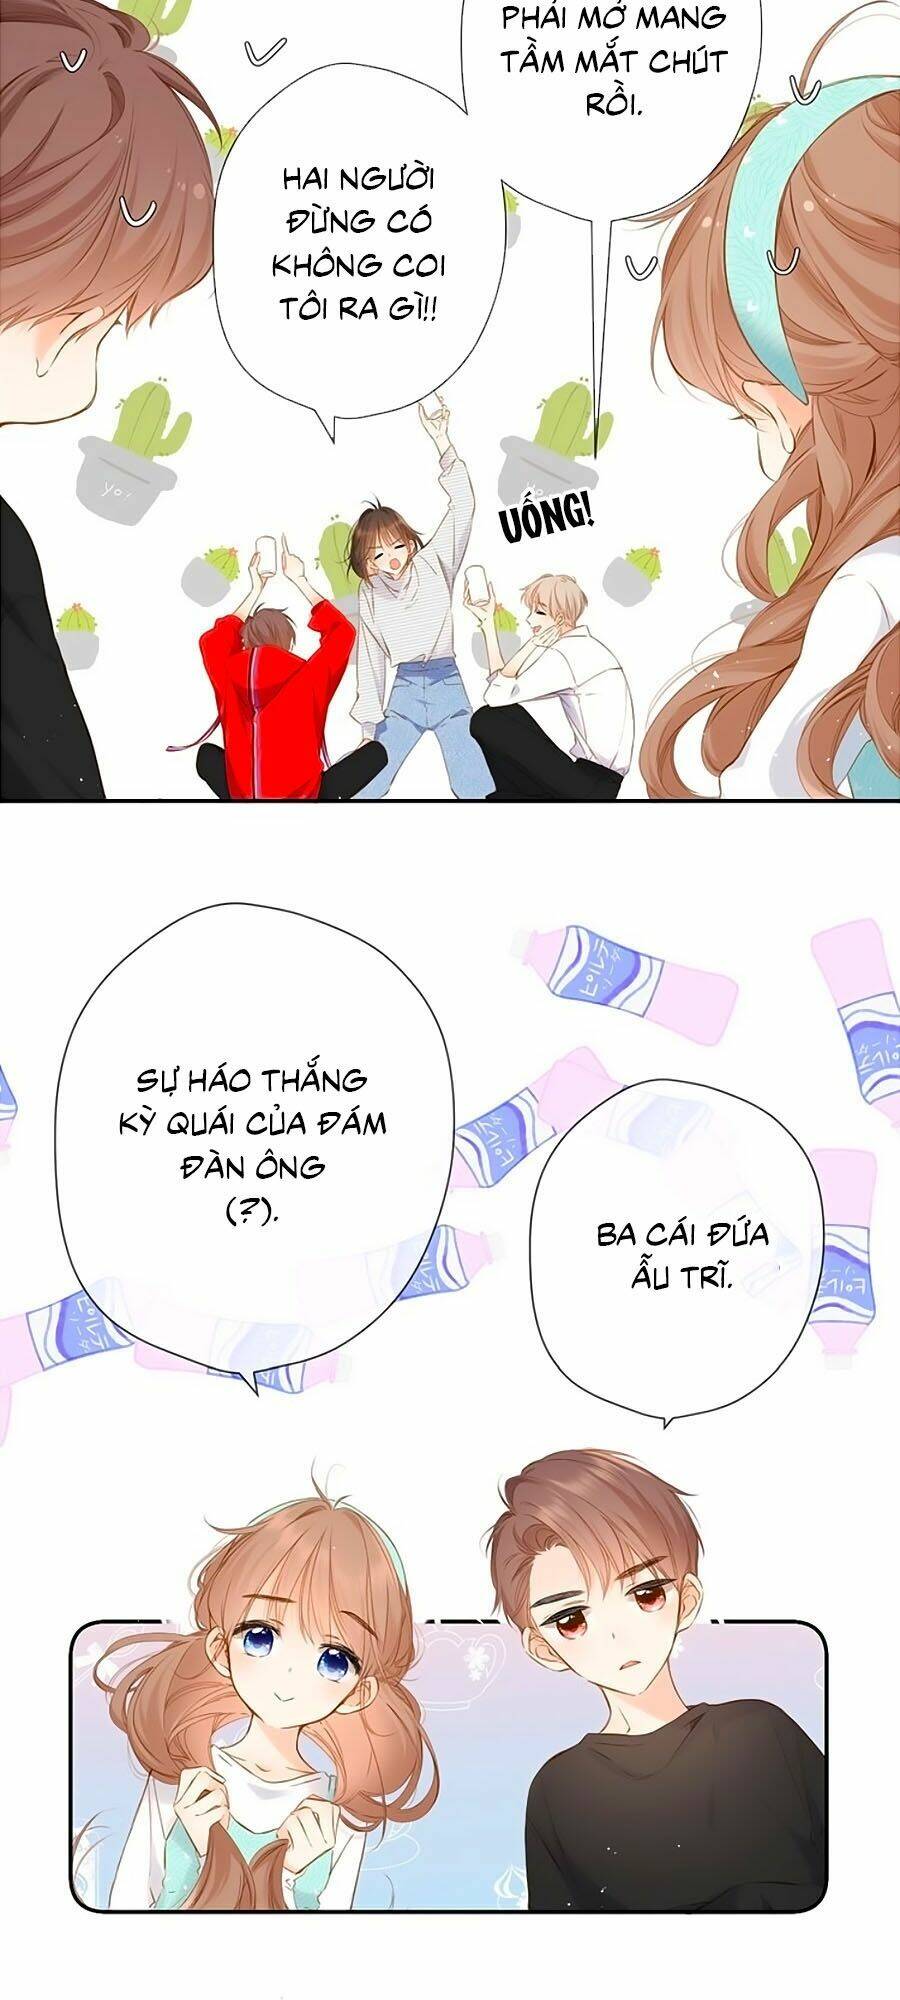 PHẢI MỞ MANG
TẦM MẮT CHÚT
RỒI.
HAI NGƯỜI
ĐỪNG CÓ
KHÔNG COI
TÔI RA GÌ!!
UỐNG!
yo!
SỰ HÁO THẮNG
KỲ QUÁI CỦA ĐÁM
ĐÀN ÔNG
(?).
BA CÁI ĐỨA
ẤU TRĨ.